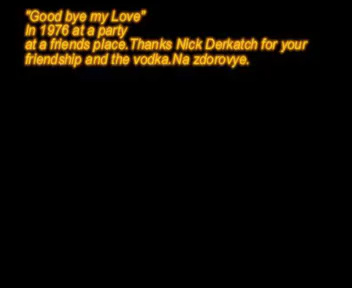 "Good bye my Love"
In 1976 at a party
at a friends place.Thanks Nick Derkatch for your
friendship and the vodka.Na zdorovye.